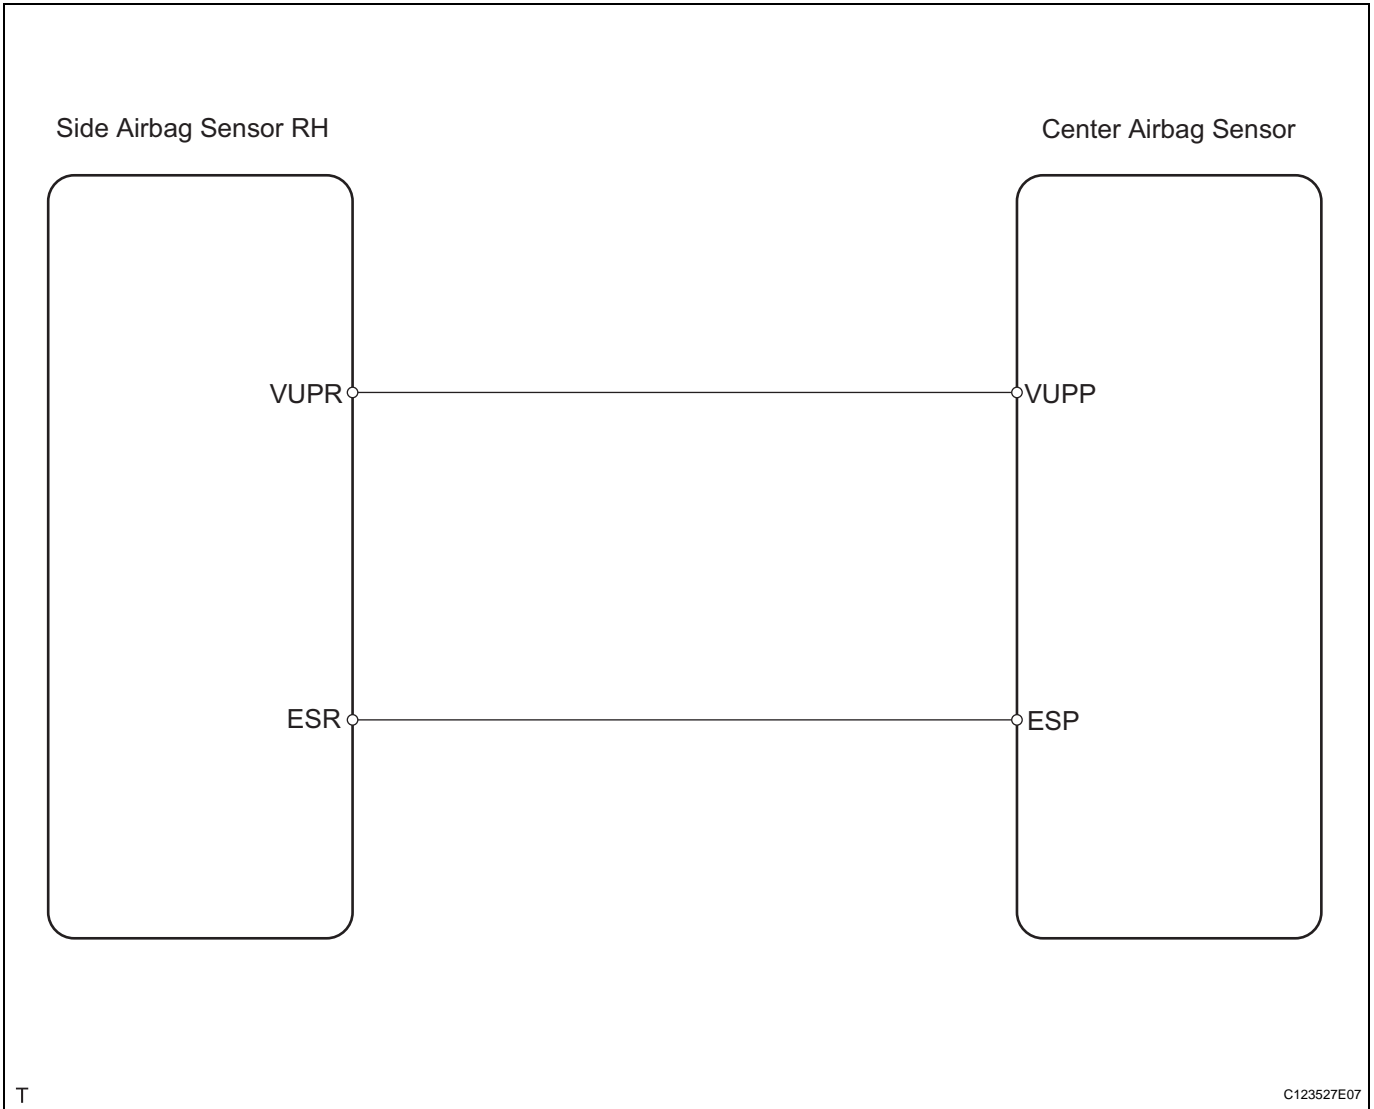 Side Airbag Sensor RH
Center Airbag Sensor
VUPR
VUPP
ESR
ESP
T
C123527E07